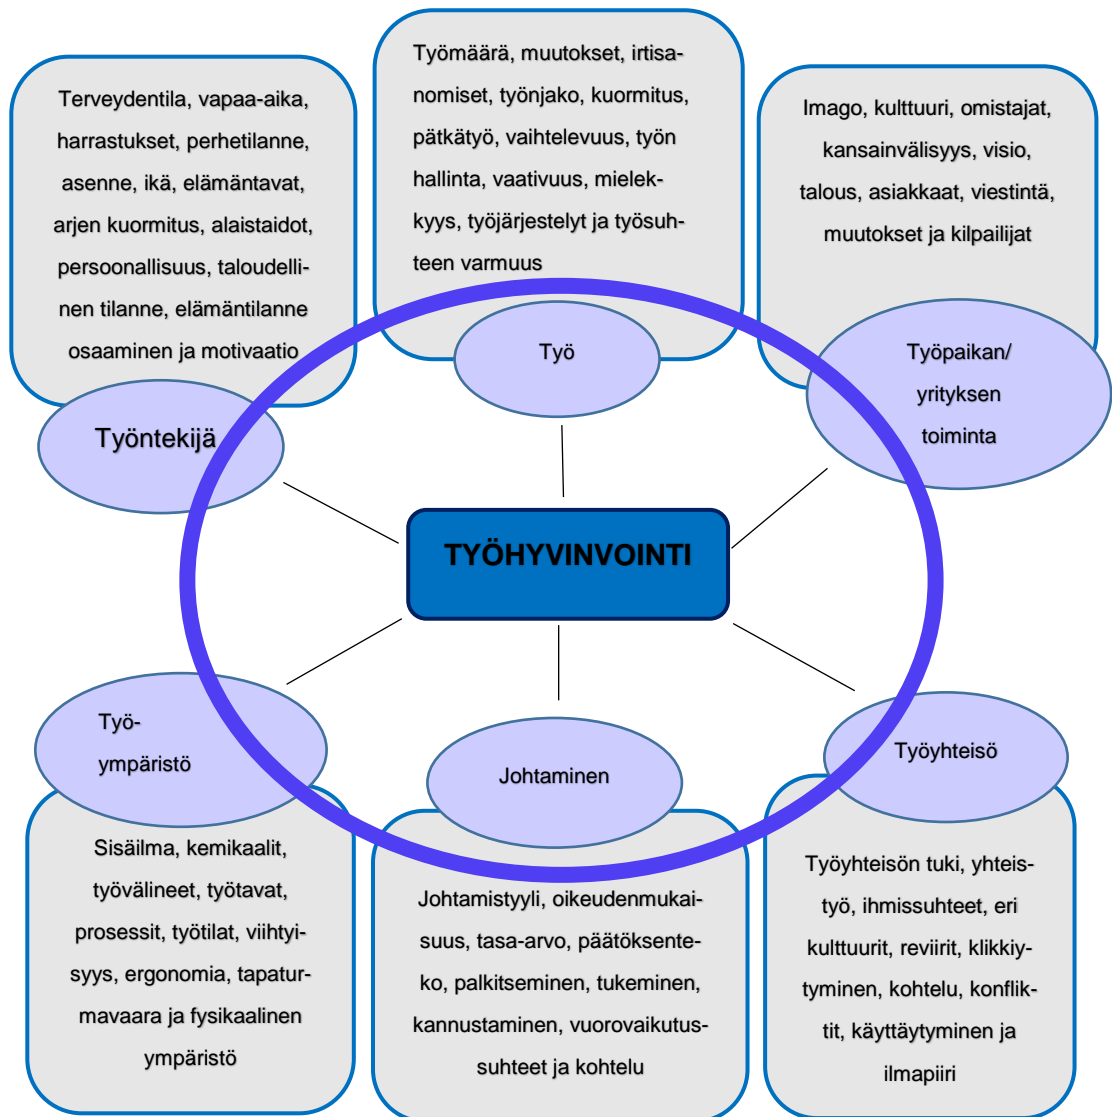 Terveydentila, vapaa-aika,
harrastukset, perhetilanne,
asenne, ikä, elämäntavat,
arjen kuormitus, alaistaidot,
persoonallisuus, taloudelli-
nen tilanne, elämäntilanne
osaaminen ja motivaatio
Työntekijä
Työmäärä, muutokset, irtisa-
nomiset, työnjako, kuormitus,
pätkätyö, vaihtelevuus, työn
hallinta, vaativuus, mielek-
kyys, työjärjestelyt ja työsuh-
teen varmuus
Työ
Imago, kulttuuri, omistajat,
kansainvälisyys, visio,
talous, asiakkaat, viestintä,
muutokset ja kilpailijat
Työpaikan/
yrityksen
toiminta
TYÖHYVINVOINTI
Työ-
ympäristö
Sisäilma, kemikaalit,
työvälineet, työtavat,
prosessit, työtilat, viihtyi-
syys, ergonomia, tapatur-
mavaara ja fysikaalinen
ympäristö
Johtaminen
Johtamistyyli, oikeudenmukai-
suus, tasa-arvo, päätöksente-
ko, palkitseminen, tukeminen,
kannustaminen, vuorovaikutus-
suhteet ja kohtelu
Työyhteisö
Työyhteisön tuki, yhteis-
työ, ihmissuhteet, eri
kulttuurit, reviirit, klikkiy-
tyminen, kohtelu, konflik-
tit, käyttäytyminen ja
ilmapiiri